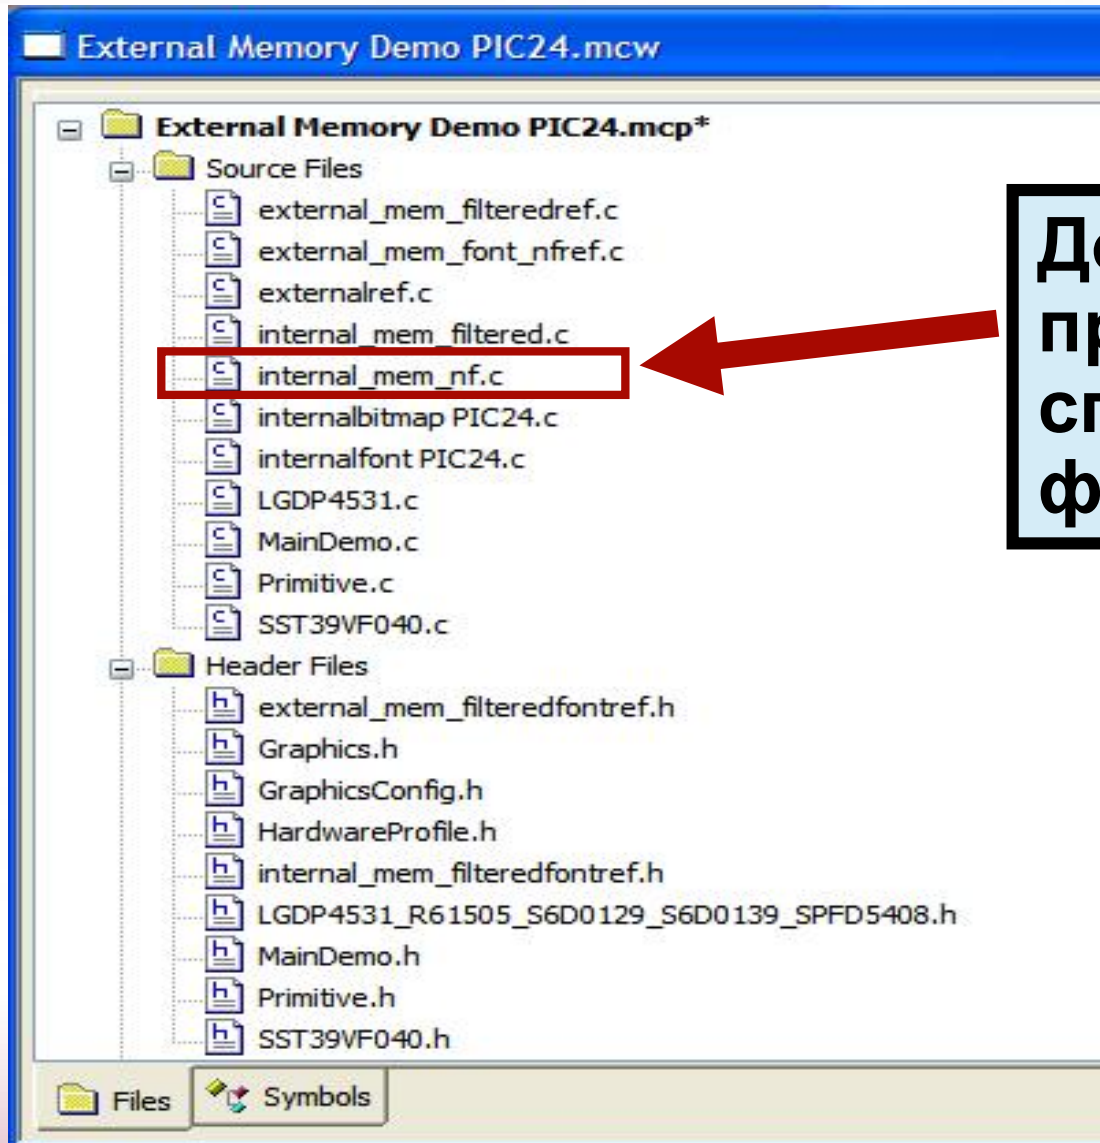 External Memory Demo PIC24.mcw
External Memory Demo PIC24.mcp*
Source Files
external_mem_filteredref.c
external_mem_font_nfref.c
externalref.c
internal_mem_filtered.c
internal_mem_nf.c
internalbitmap PIC24.c
internalfont PIC24.c
LGDP4531.c
MainDemo.c
Primitive.c
SST39VF040.c
Header Files
external_mem_filteredfontref.h
Graphics.h
GraphicsConfig.h
HardwareProfile.h
internal_mem_filteredfontref.h
LGDP4531_R61505_S6D0129_S6D0139_SPFD5408.h
MainDemo.h
Primitive.h
SST39VF040.h
Files
Symbols